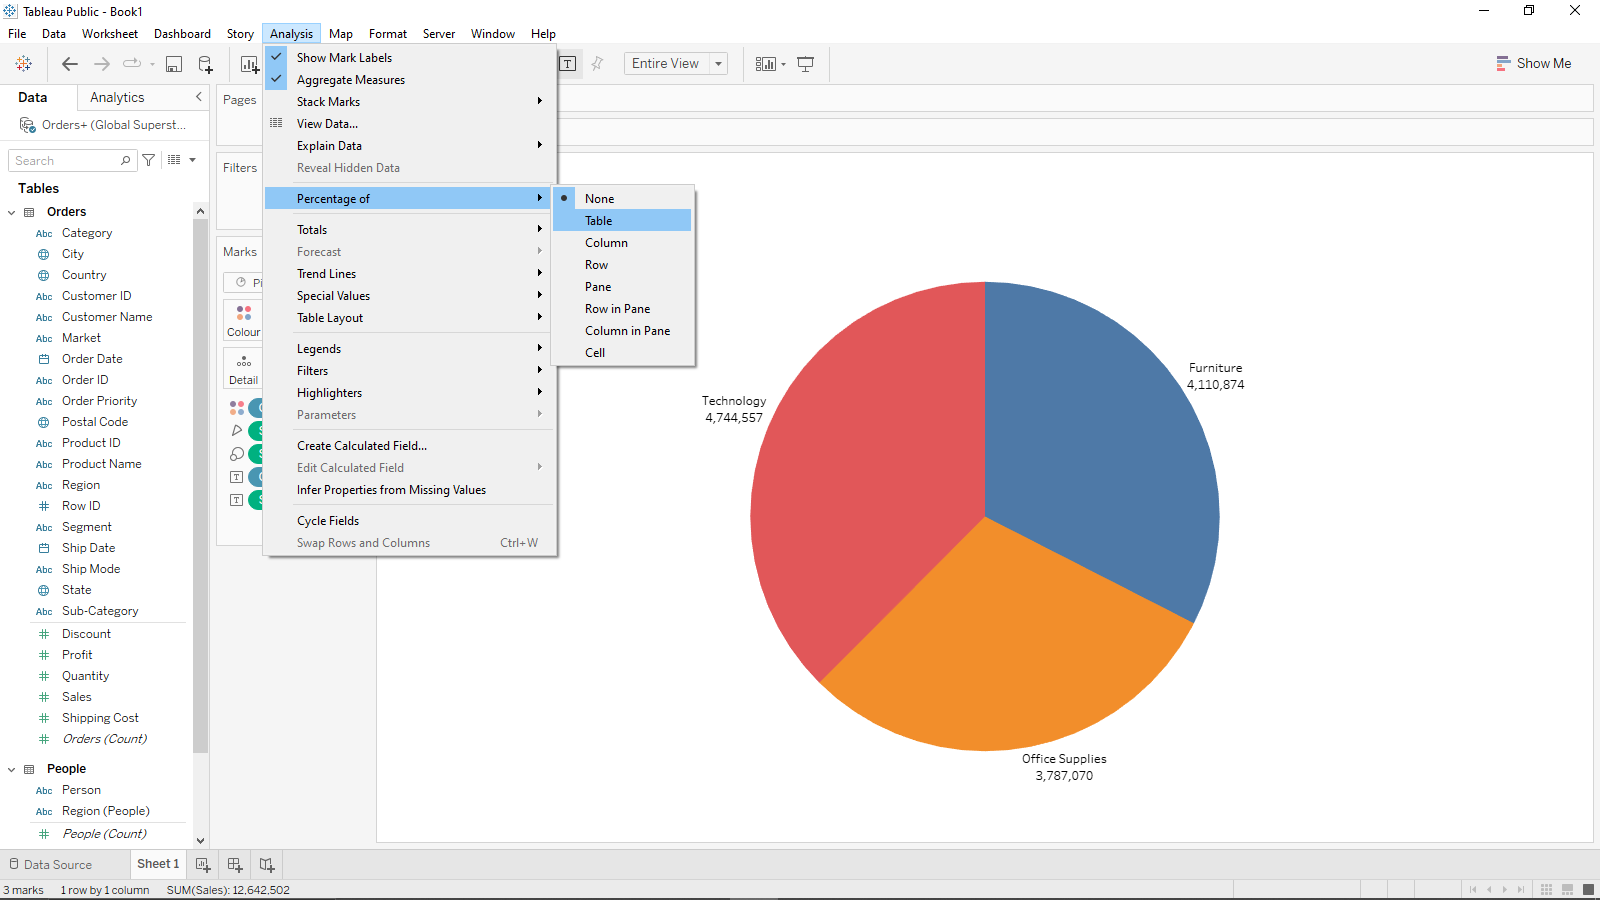 Tableau Public - Book1
File Data Worksheet Dashboard Story Analysis Map Format Server Window Help
Entire View
Show Me
Data Analytics
Orders+ (Global Superst...
Search
Tables
Orders
Abc Category
City
Country
Abc Customer ID
Abc Customer Name
Abc Market
Order Date
Abc Order ID
Abc Order Priority
Postal Code
Abc Product ID
Abc Product Name
Abc Region
Row ID
Abc Segment
Ship Date
Abc Ship Mode
State
Abc Sub-Category
Discount
Profit
Quantity
Sales
Shipping Cost
Orders (Count)
People
Abc Person
Abc Region (People)
People (Count)
Pages
Filters
Marks
Colour
Detail
Show Mark Labels
Aggregate Measures
Stack Marks
View Data...
Explain Data
Reveal Hidden Data
Percentage of
Totals
Forecast
Trend Lines
Special Values
Table Layout
Legends
Filters
Highlighters
Parameters
Create Calculated Field...
Edit Calculated Field
Infer Properties from Missing Values
Cycle Fields
Swap Rows and Columns Ctrl+W
None
Table
Column
Row
Pane
Row in Pane
Column in Pane
Cell
Furniture
4,110,874
Technology
4,744,557
Office Supplies
3,787,070
Data Source Sheet 1
3 marks 1 row by 1 column SUM(Sales): 12,642,502